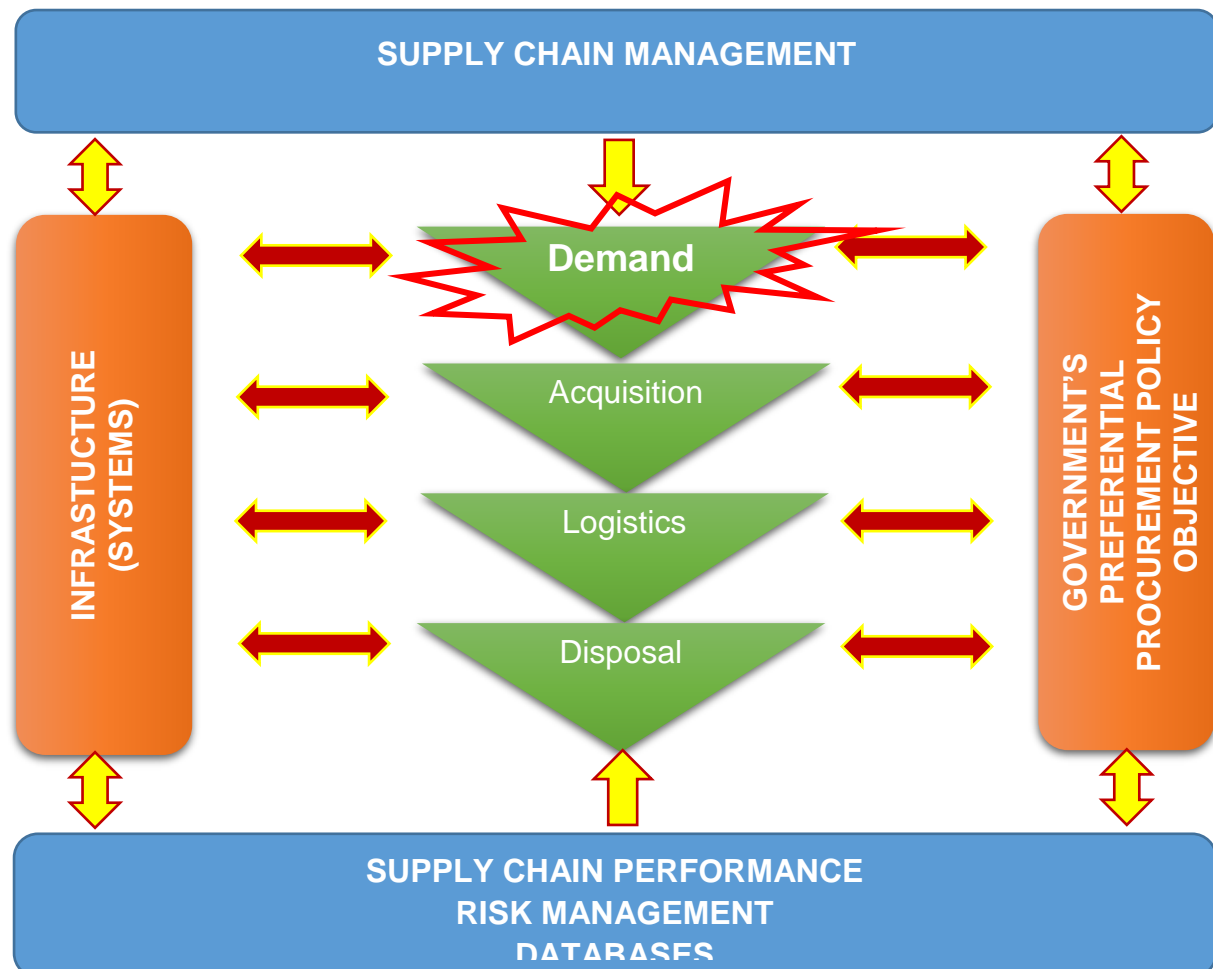 SUPPLY CHAIN MANAGEMENT
Demand
Acquisition
Logistics
Disposal
INFRASTUCTURE
(SYSTEMS)
GOVERNMENT'S
PREFERENTIAL
PROCUREMENT POLICY
OBJECTIVE
SUPPLY CHAIN PERFORMANCE
RISK MANAGEMENT
DATABASES